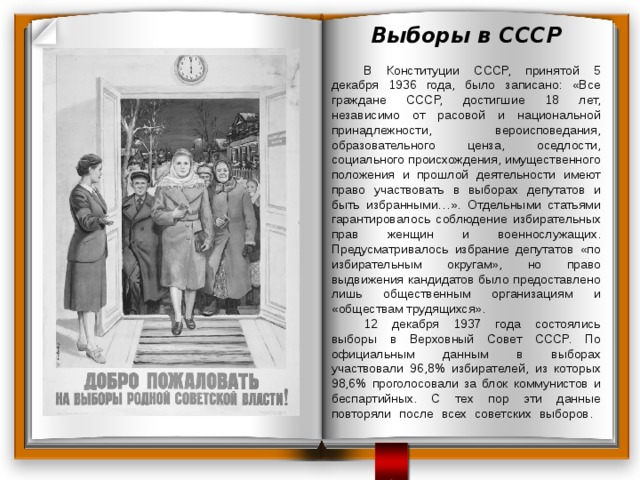 Выборы в СССР
В Конституции СССР, принятой 5
декабря 1936 года, было записано: «Все
граждане СССР, достигшие 18 лет,
независимо от расовой и национальной
принадлежности, вероисповедания,
образовательного ценза, оседлости,
социального происхождения, имущественного
положения и прошлой деятельности имеют
право участвовать в выборах депутатов и
быть избранными…». Отдельными статьями
гарантировалось соблюдение избирательных
прав женщин и военнослужащих.
Предусматривалось избрание депутатов «по
избирательным округам», но право
выдвижения кандидатов было предоставлено
лишь общественным организациям и
«обществам трудящихся».
12 декабря 1937 года состоялись
выборы в Верховный Совет СССР. По
официальным данным в выборах
участвовали 96,8% избирателей, из которых
98,6% проголосовали за блок коммунистов и
беспартийных. С тех пор эти данные
повторяли после всех советских выборов.
ДОБРО ПОЖАЛОВАТЬ
НА ВЫБОРЫ РОДНОЙ СОВЕТСКОЙ ВЛАСТИ!